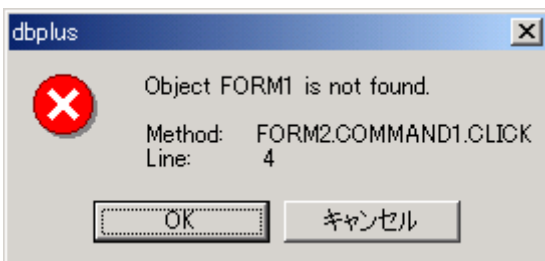 dbplus
Object FORM1 is not found.
Method: FORM2.COMMAND1.CLICK
Line: 4
OK キャンセル